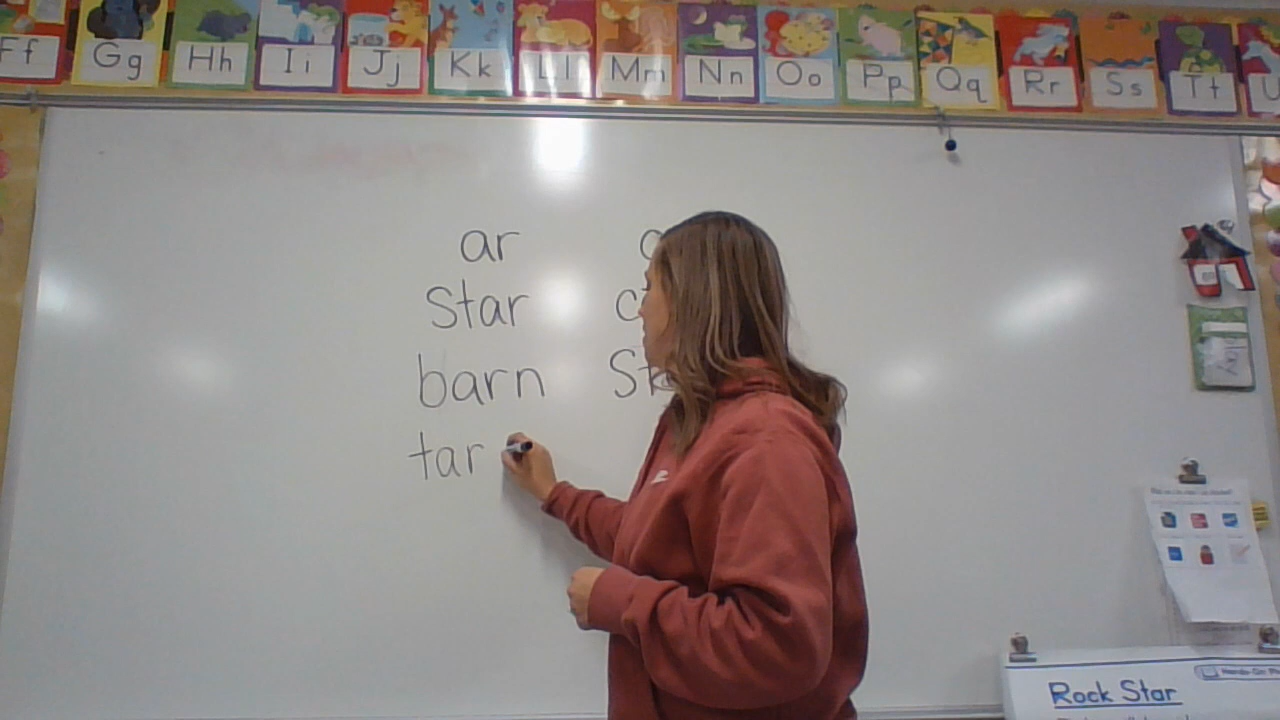 Ff Gg Hh Ii Jj Kk Ll Mm Nn Oo Pp Qq Rr Ss Tt U
ar
Star
barn
tar
Rock Star